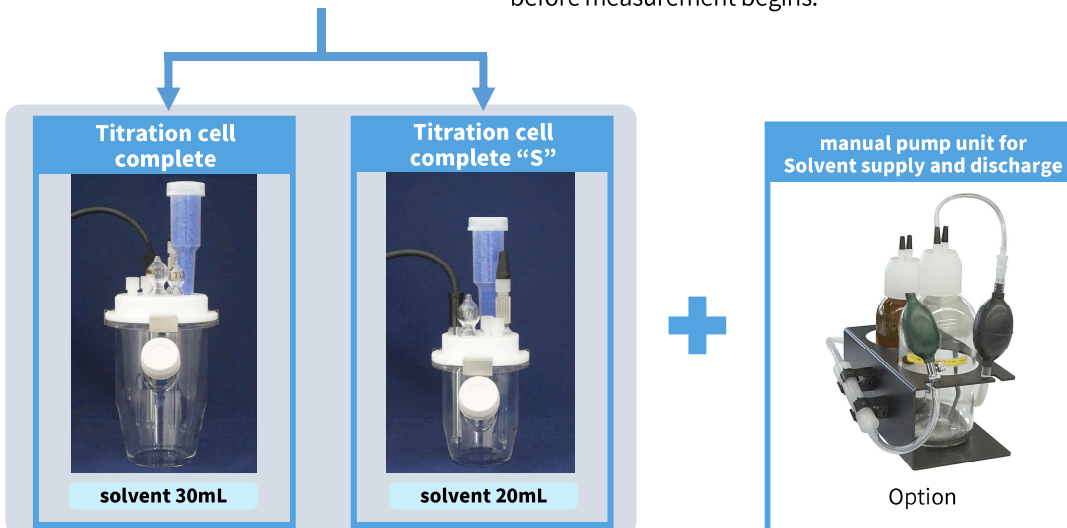 before measurement begins.
Titration cell
complete
Titration cell
complete “S”
manual pump unit for
Solvent supply and discharge
solvent 30mL
solvent 20mL
Option